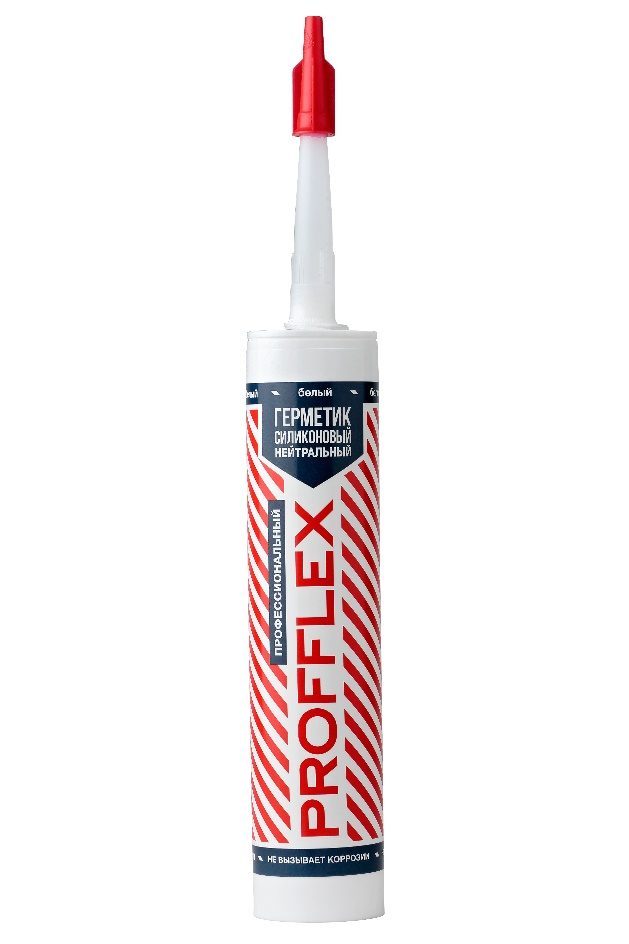 белый
ГЕРМЕТИК
СИЛИКОНОВЫЙ
НЕЙТРАЛЬНЫЙ
ПРОФЕССИОНАЛЬНЫЙ
PROFFLEX
НЕ ВЫЗЫВАЕТ КОРРОЗИИ